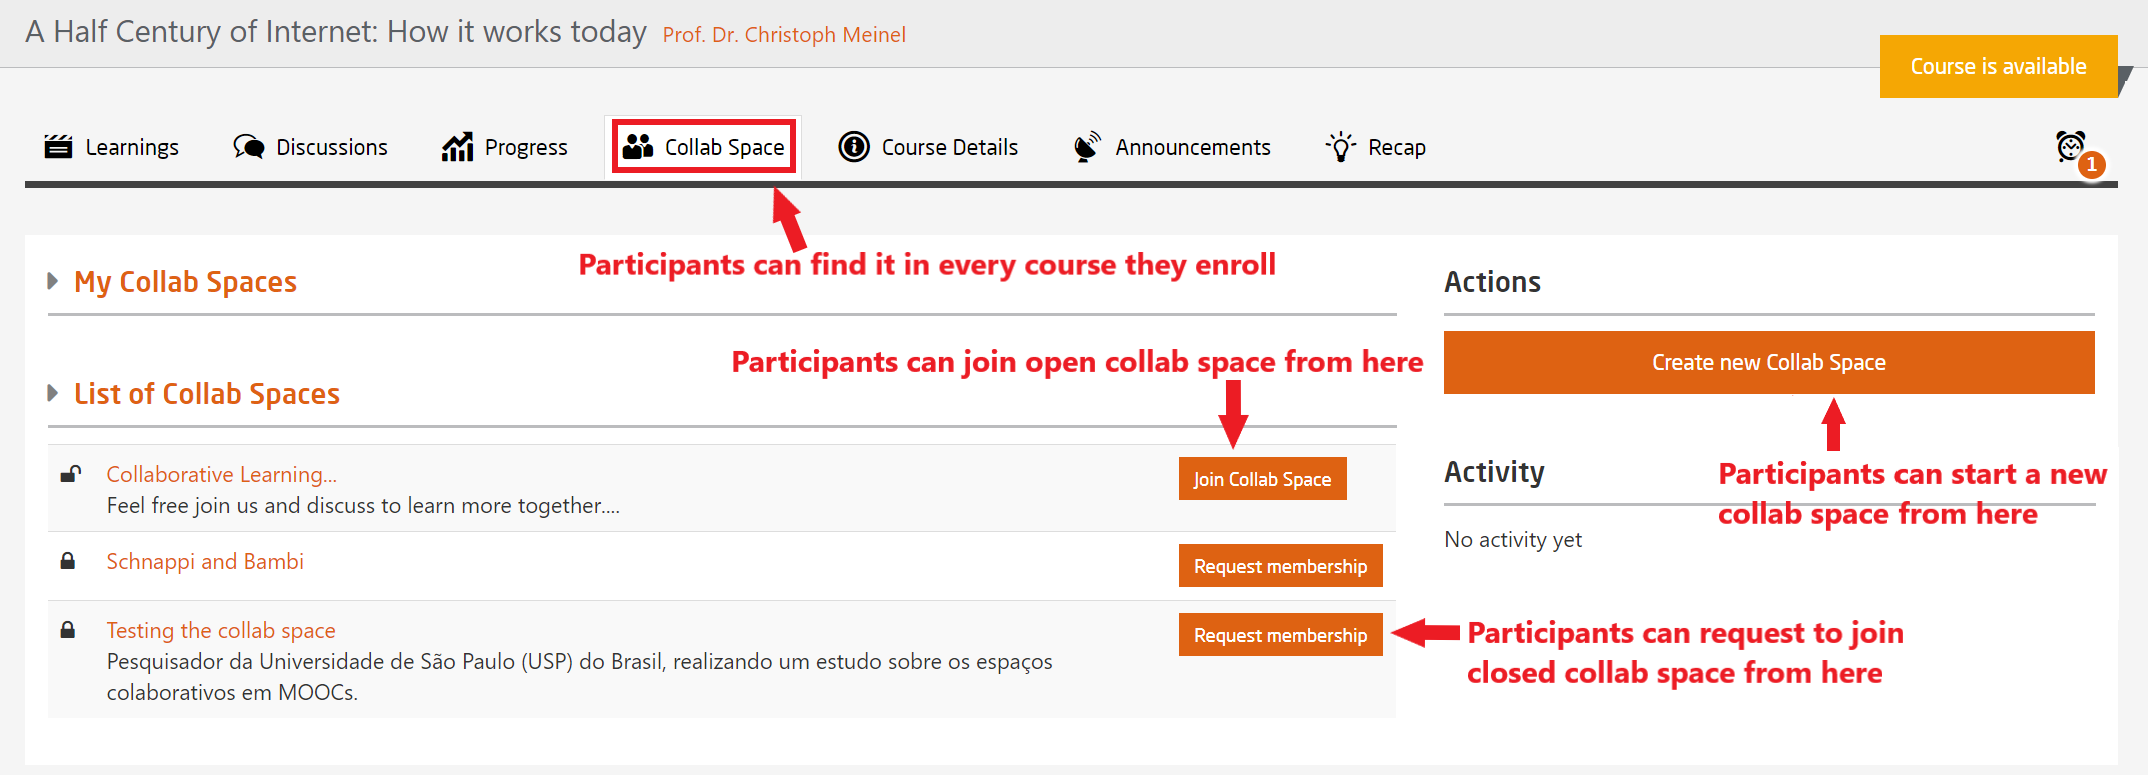 A Half Century of Internet: How it works today Prof. Dr. Christoph Meinel
Course is available
Learnings Discussions Progress Collab Space Course Details Announcements Recap 1
Participants can find it in every course they enroll
My Collab Spaces
Actions
Participants can join open collab space from here
Create new Collab Space
List of Collab Spaces
Activity
Participants can start a new
collab space from here
Collaborative Learning...
Feel free join us and discuss to learn more together....
Join Collab Space
No activity yet
Schnappi and Bambi
Request membership
Testing the collab space
Pesquisador da Universidade de São Paulo (USP) do Brasil, realizando um estudo sobre os espaços
colaborativos em MOOCs.
Request membership
Participants can request to join
closed collab space from here